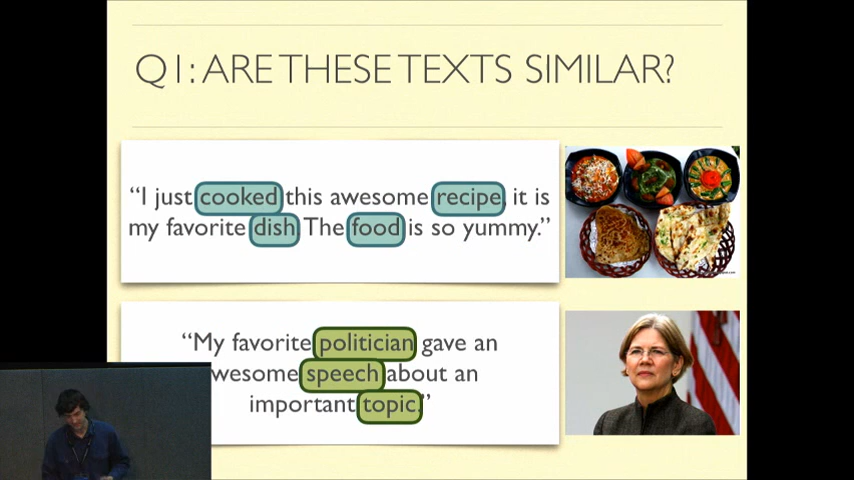 Q1: ARE THESE TEXTS SIMILAR?
“I just cooked this awesome recipe, it is
my favorite dish. The food is so yummy.”
“My favorite politician gave an
wesome speech about an
important topic.”